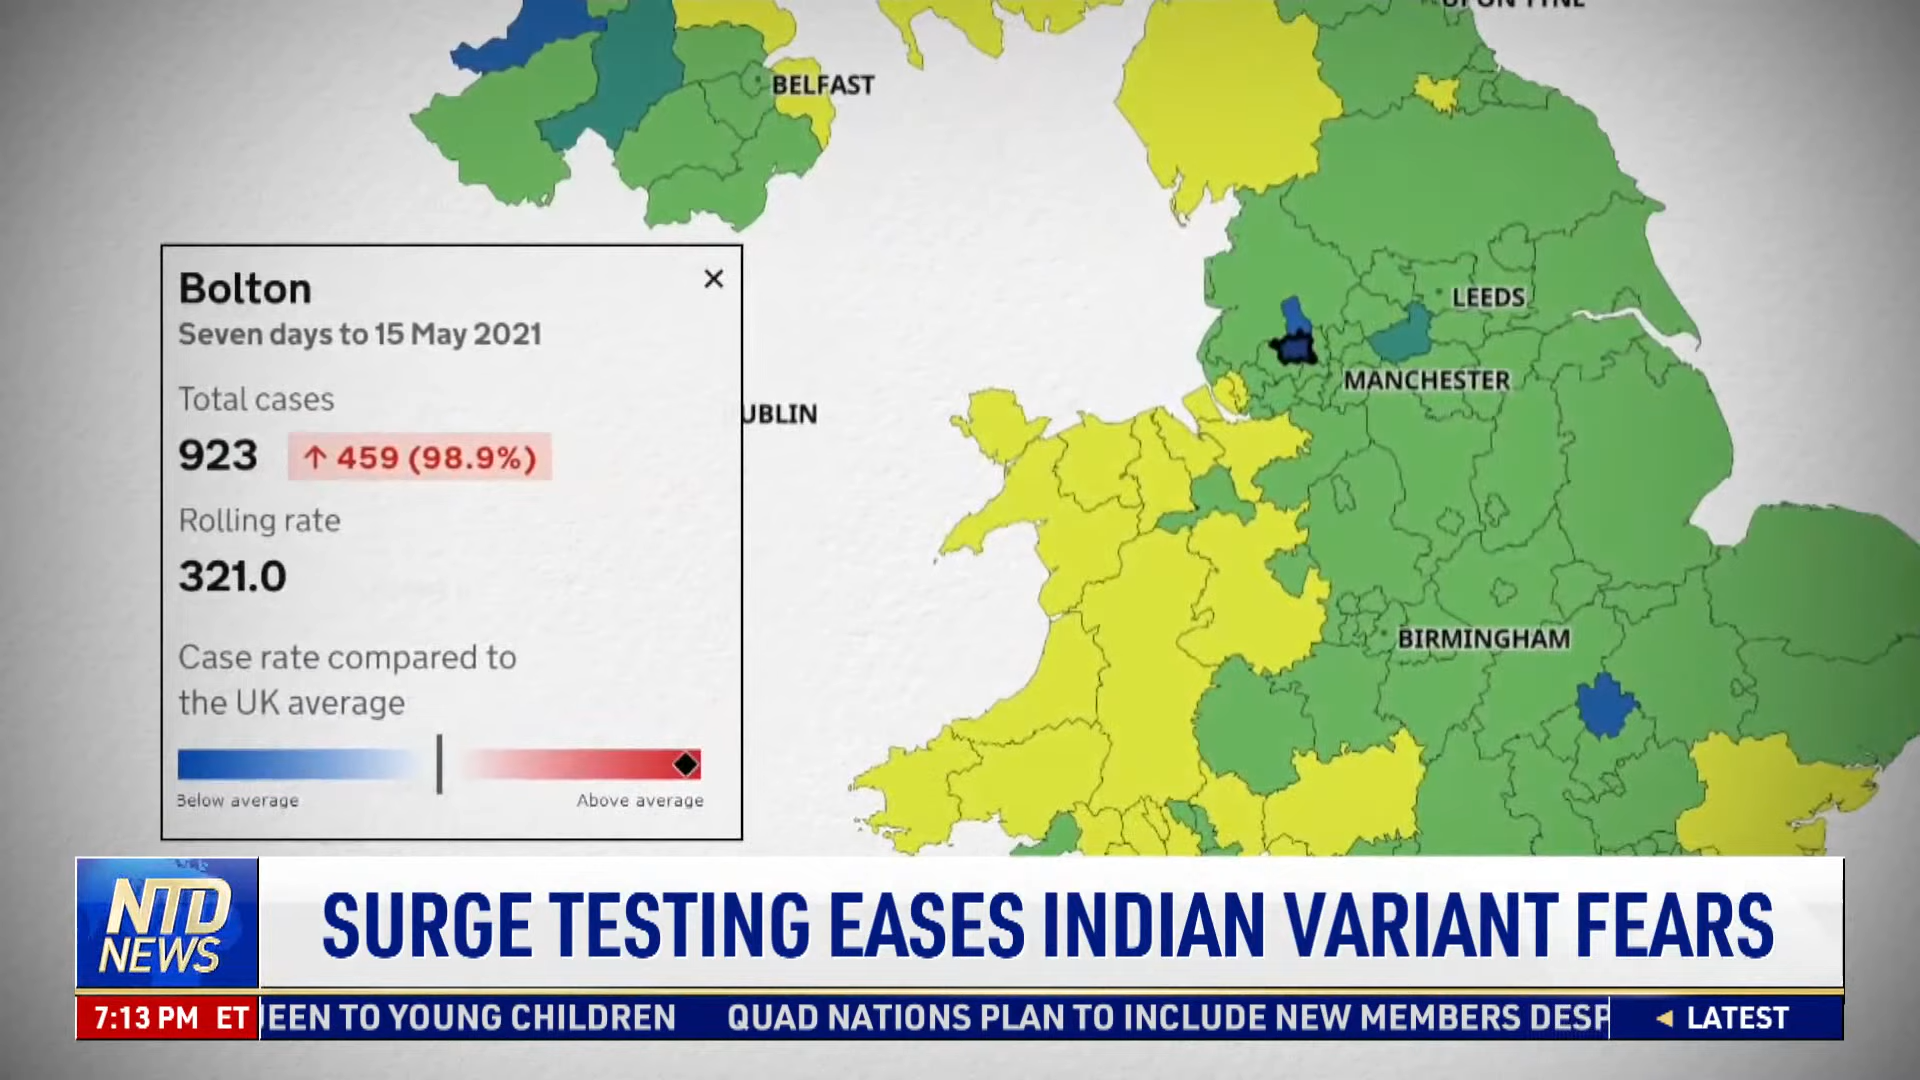 BELFAST
LEEDS
MANCHESTER
UBLIN
BIRMINGHAM
Bolton
×
Seven days to 15 May 2021
Total cases
923 ↑ 459 (98.9%)
Rolling rate
321.0
Case rate compared to
the UK average
Below average Above average
NTD
NEWS
SURGE TESTING EASES INDIAN VARIANT FEARS
7:13 PM ET
EEN TO YOUNG CHILDREN QUAD NATIONS PLAN TO INCLUDE NEW MEMBERS DESP
LATEST